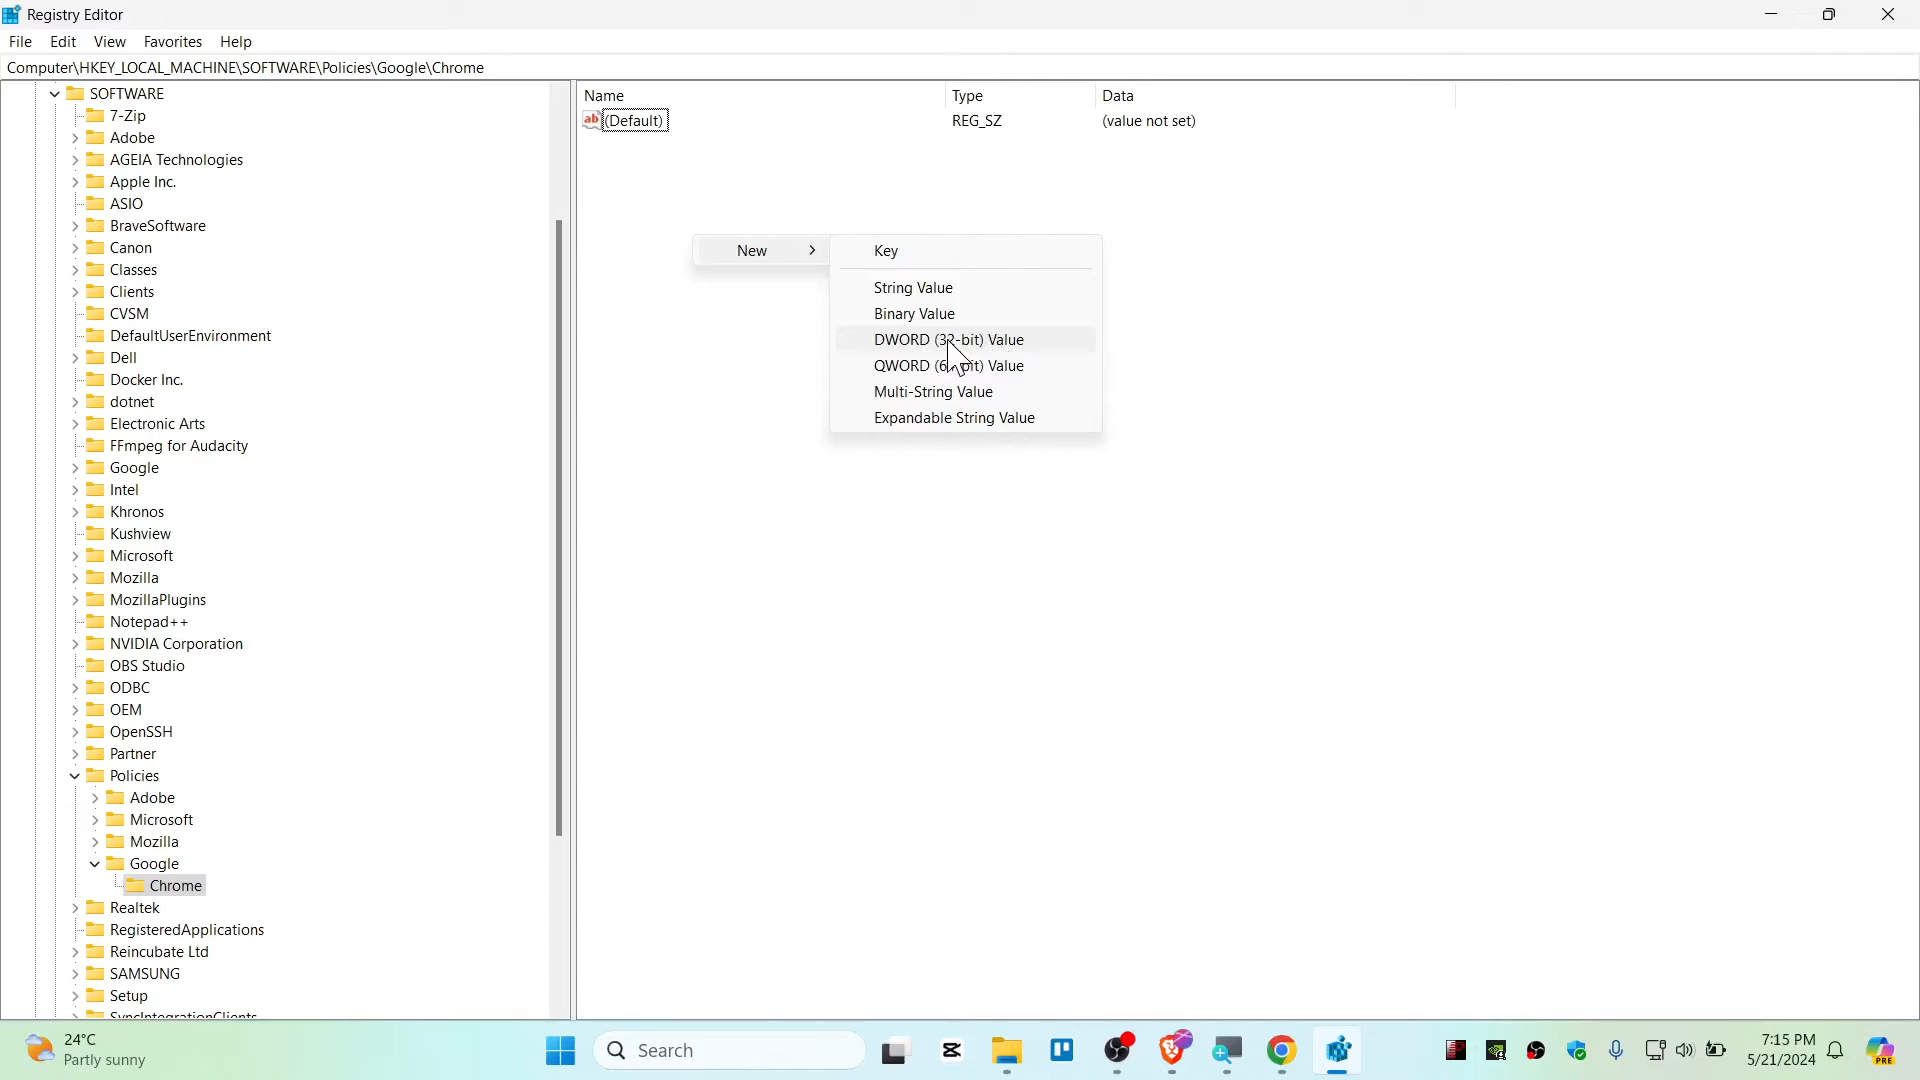 Registry Editor
File Edit View Favorites Help
Computer\HKEY_LOCAL_MACHINE\SOFTWARE\Policies\Google\Chrome
SOFTWARE
7-Zip
Adobe
AGEIA Technologies
Apple Inc.
ASIO
BraveSoftware
Canon
Classes
Clients
CVSM
DefaultUserEnvironment
Dell
Docker Inc.
dotnet
Electronic Arts
FFmpeg for Audacity
Google
Intel
Khronos
Kushview
Microsoft
Mozilla
MozillaPlugins
Notepad++
NVIDIA Corporation
OBS Studio
ODBC
OEM
OpenSSH
Partner
Policies
Adobe
Microsoft
Mozilla
Google
Chrome
Realtek
RegisteredApplications
Reincubate Ltd
SAMSUNG
Setup
SyncIntegrationClients
Name Type Data
ab (Default) REG_SZ (value not set)
New
Key
String Value
Binary Value
DWORD (32-bit) Value
QWORD (64-bit) Value
Multi-String Value
Expandable String Value
24°C
Partly sunny
Search
7:15 PM
5/21/2024
PRE